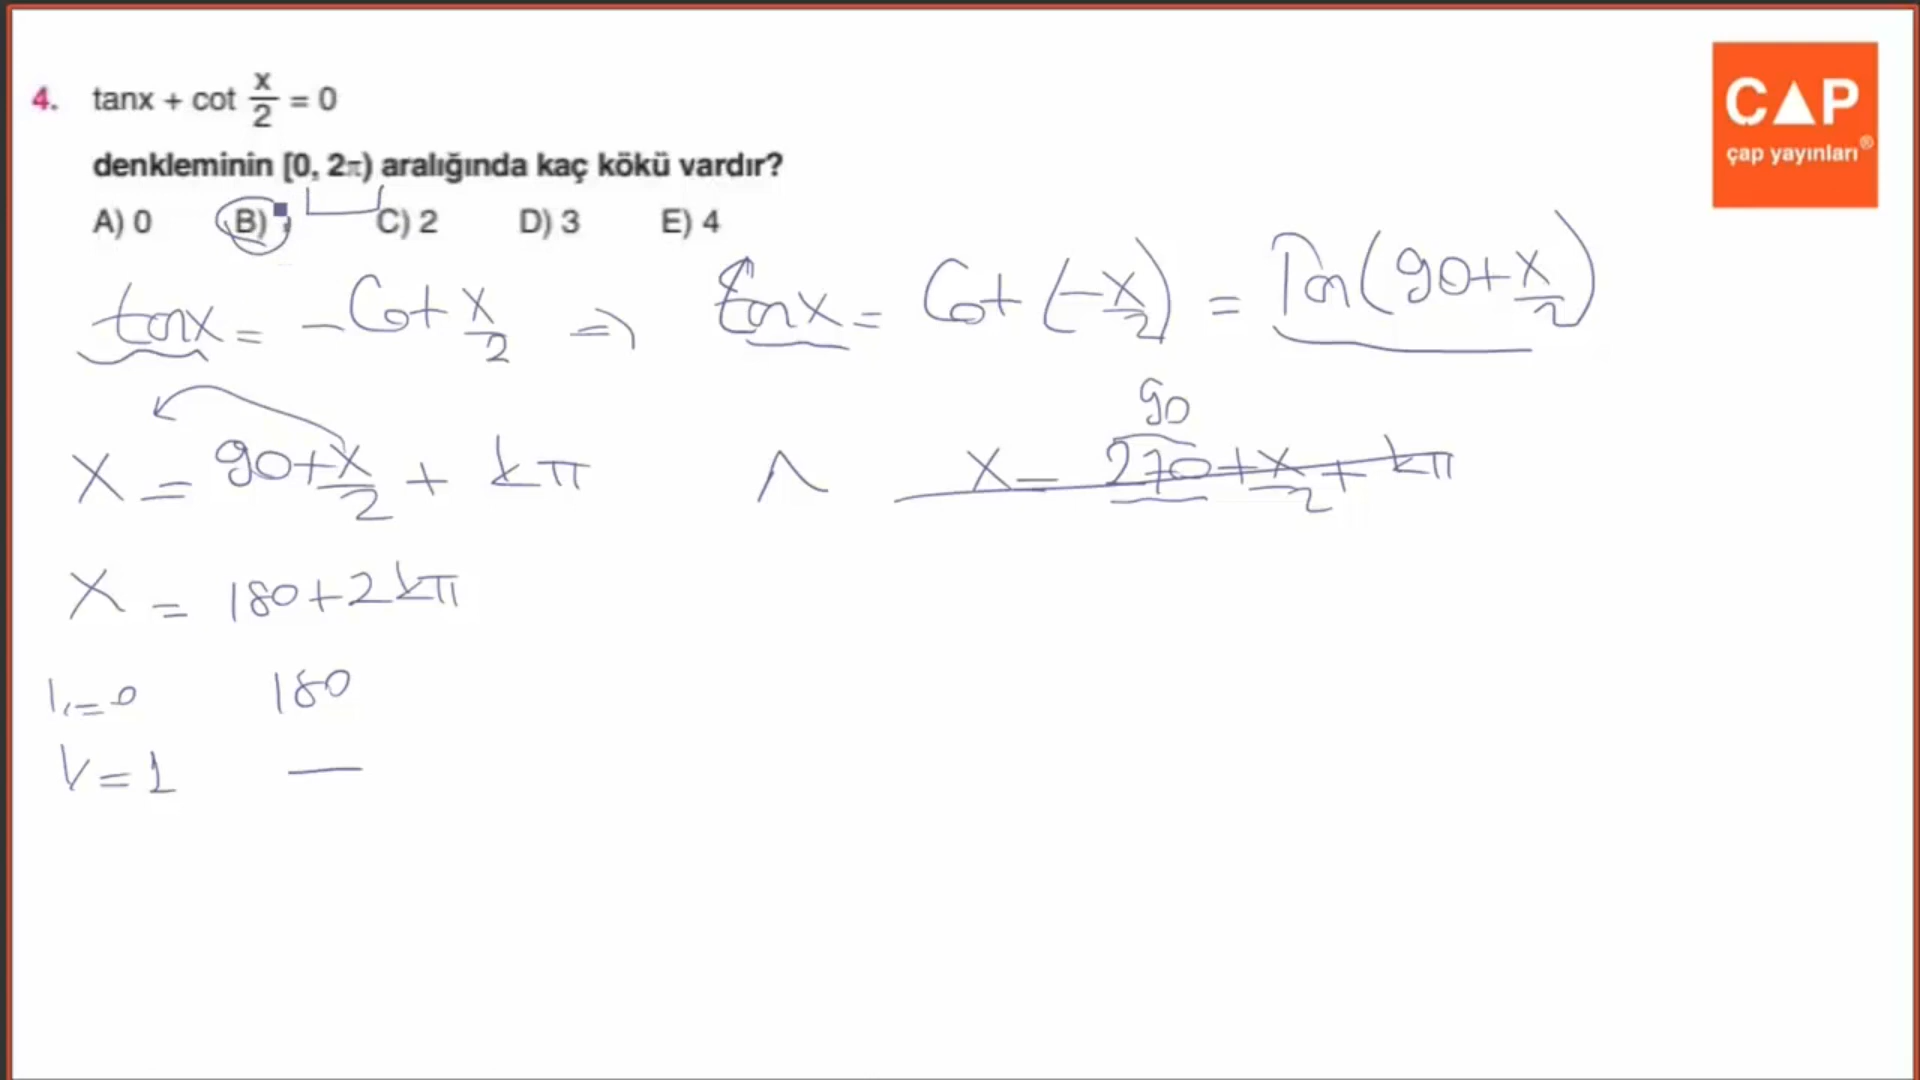 4. tanx + cot x/2 = 0
ÇAP
çap yayınları®
denkleminin [0, 2π) aralığında kaç kökü vardır?
A) 0 B) C) 2 D) 3 E) 4
tanx = -Cot x/2 ⇒ tanx = Cot (-x/2) = Tan(90+x/2)
90
X = 90+x/2 + kπ ∧ X = 270+x/2 + kπ
X = 180+2kπ
k=0 180
k=1 —